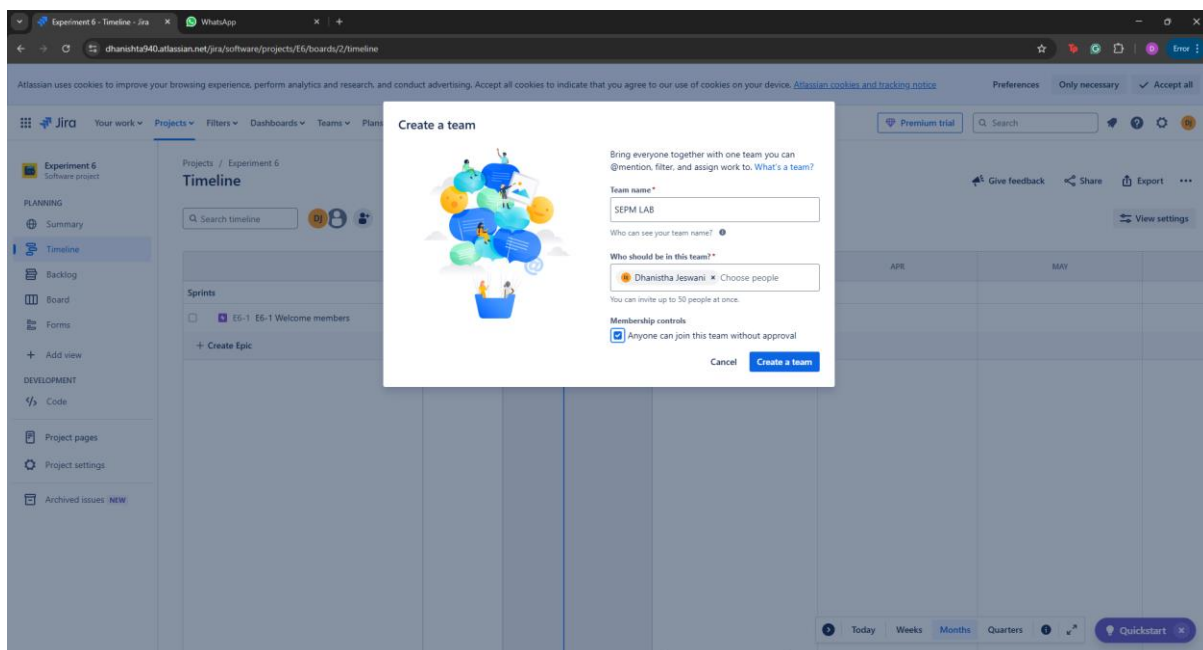 Experiment 6 - Timeline - Jira
WhatsApp
dhanishta940.atlassian.net/jira/software/projects/E6/boards/2/timeline
Error
Atlassian uses cookies to improve your browsing experience, perform analytics and research, and conduct advertising. Accept all cookies to indicate that you agree to our use of cookies on your device. Atlassian cookies and tracking notice
Preferences
Only necessary
Accept all
Jira
Your work
Projects
Filters
Dashboards
Teams
Plans
Premium trial
Search
DJ
Experiment 6
Software project
PLANNING
Summary
Timeline
Backlog
Board
Forms
+ Add view
DEVELOPMENT
Code
Project pages
Project settings
Archived issues NEW
Projects / Experiment 6
Timeline
Give feedback
Share
Export
Search timeline
DJ
View settings
APR
MAY
Sprints
E6-1 E6-1 Welcome members
+ Create Epic
Create a team
Bring everyone together with one team you can
@mention, filter, and assign work to. What's a team?
Team name *
SEPM LAB
Who can see your team name?
Who should be in this team? *
Dhanistha Jeswani × Choose people
You can invite up to 50 people at once.
Membership controls
Anyone can join this team without approval
Cancel
Create a team
Today
Weeks
Months
Quarters
Quickstart